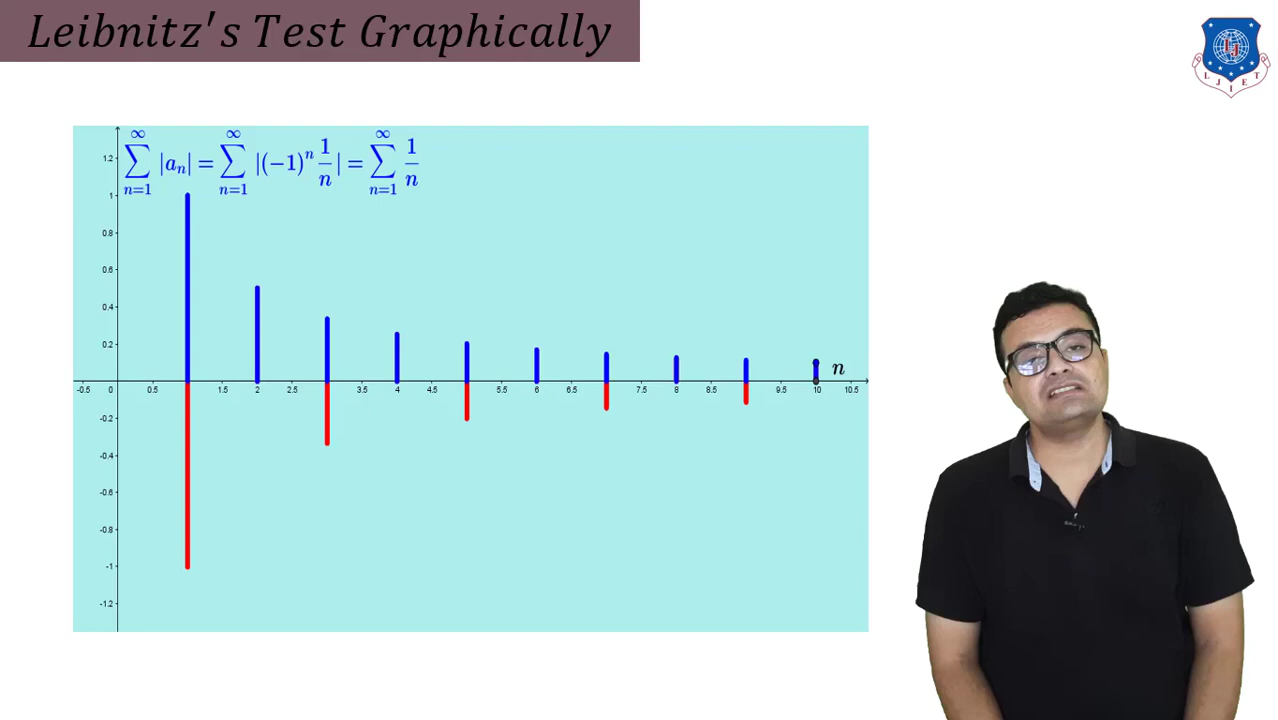 Leibnitz's Test Graphically
L J I E T
∑_{n=1}^{∞} |a_n| = ∑_{n=1}^{∞} |(−1)^n 1/n| = ∑_{n=1}^{∞} 1/n
1.2
1
0.8
0.6
0.4
0.2
n
-0.5 0 0.5 1.5 2 2.5 3.5 4 4.5 5.5 6 6.5 7.5 8 8.5 9.5 10 10.5
-0.2
-0.4
-0.6
-0.8
-1
-1.2